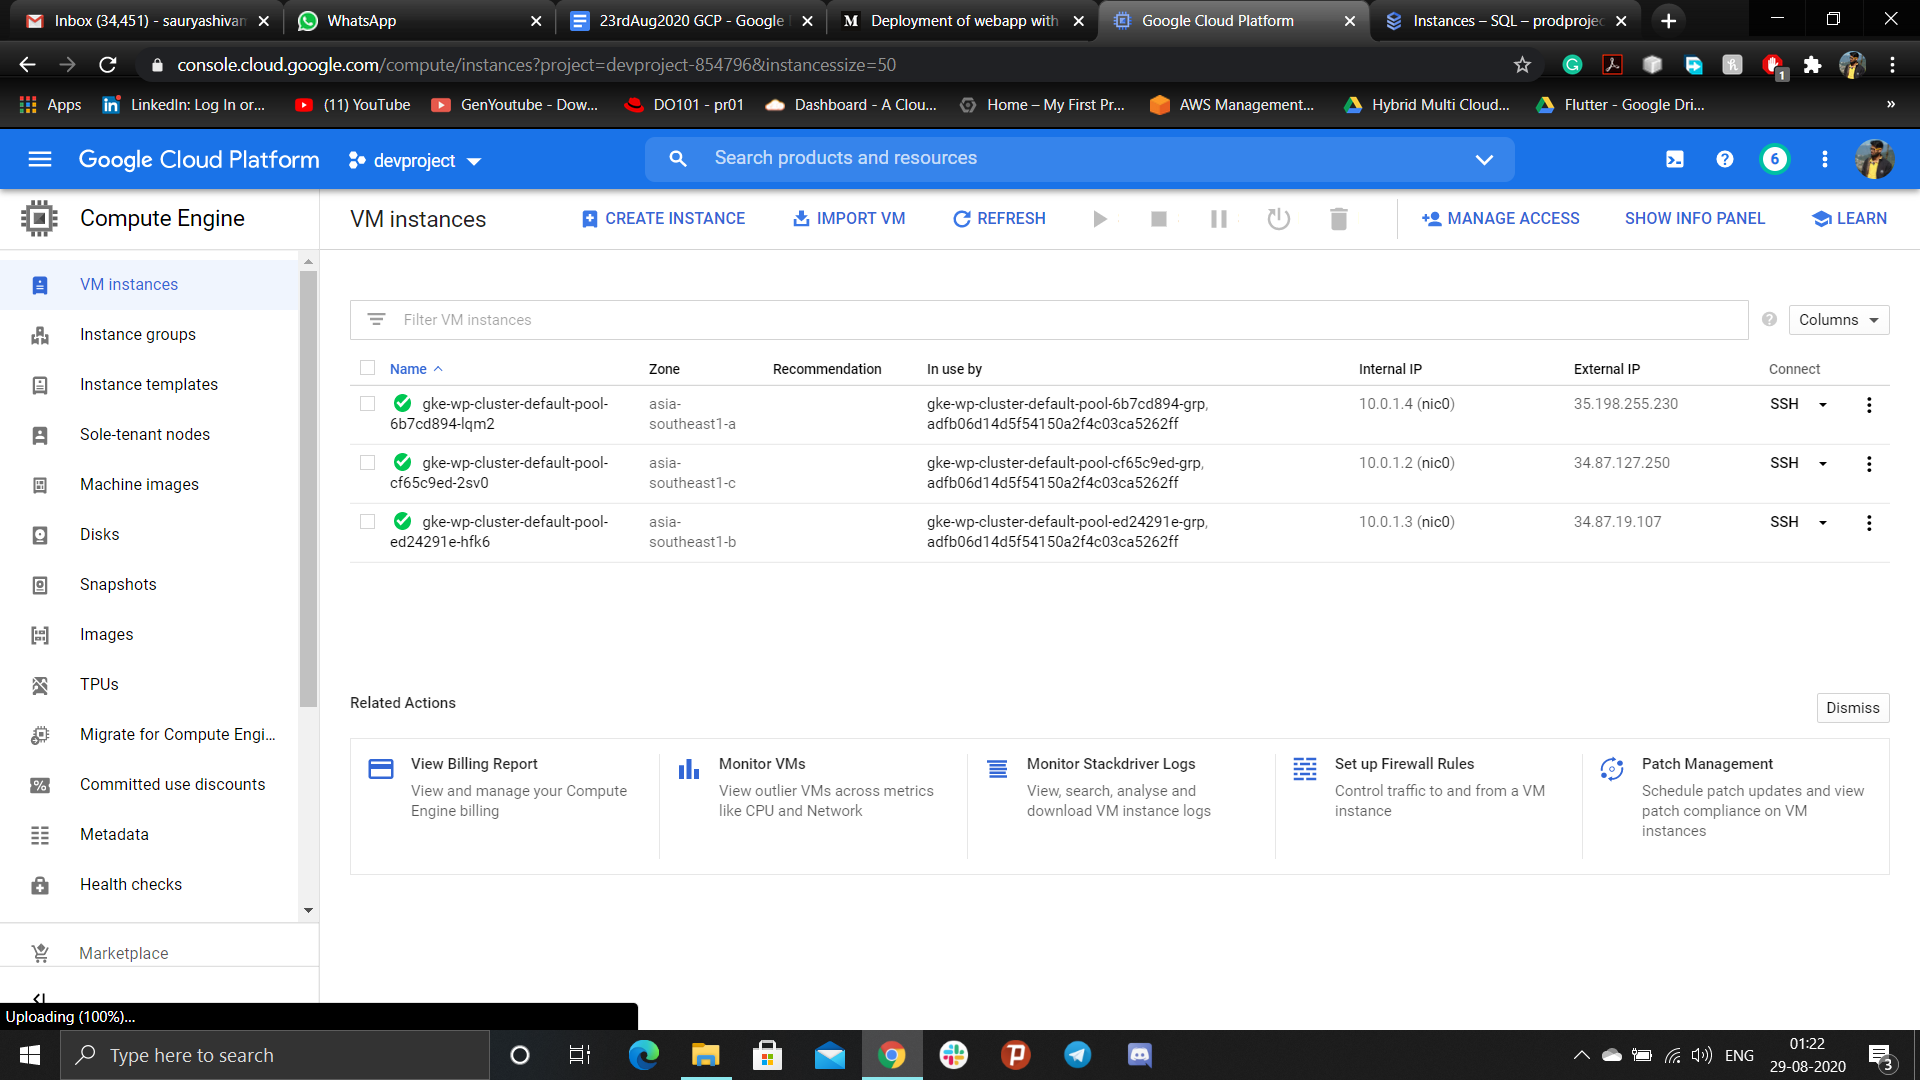 Inbox (34,451) - sauryashivam
WhatsApp
23rdAug2020 GCP - Google
Deployment of webapp with
Google Cloud Platform
Instances – SQL – prodprojec
console.cloud.google.com/compute/instances?project=devproject-854796&instancessize=50
1
Apps
LinkedIn: Log In or...
(11) YouTube
GenYoutube - Dow...
DO101 - pr01
Dashboard - A Clou...
Home – My First Pr...
AWS Management...
Hybrid Multi Cloud...
Flutter - Google Dri...
»
Google Cloud Platform
devproject
Search products and resources
6
Compute Engine
VM instances
CREATE INSTANCE
IMPORT VM
REFRESH
MANAGE ACCESS
SHOW INFO PANEL
LEARN
VM instances
Instance groups
Instance templates
Sole-tenant nodes
Machine images
Disks
Snapshots
Images
TPUs
Migrate for Compute Engi...
Committed use discounts
Metadata
Health checks
Marketplace
Filter VM instances
Columns
Name
Zone
Recommendation
In use by
Internal IP
External IP
Connect
gke-wp-cluster-default-pool-
6b7cd894-lqm2
asia-
southeast1-a
gke-wp-cluster-default-pool-6b7cd894-grp,
adfb06d14d5f54150a2f4c03ca5262ff
10.0.1.4 (nic0)
35.198.255.230
SSH
gke-wp-cluster-default-pool-
cf65c9ed-2sv0
asia-
southeast1-c
gke-wp-cluster-default-pool-cf65c9ed-grp,
adfb06d14d5f54150a2f4c03ca5262ff
10.0.1.2 (nic0)
34.87.127.250
SSH
gke-wp-cluster-default-pool-
ed24291e-hfk6
asia-
southeast1-b
gke-wp-cluster-default-pool-ed24291e-grp,
adfb06d14d5f54150a2f4c03ca5262ff
10.0.1.3 (nic0)
34.87.19.107
SSH
Related Actions
Dismiss
View Billing Report
View and manage your Compute
Engine billing
Monitor VMs
View outlier VMs across metrics
like CPU and Network
Monitor Stackdriver Logs
View, search, analyse and
download VM instance logs
Set up Firewall Rules
Control traffic to and from a VM
instance
Patch Management
Schedule patch updates and view
patch compliance on VM
instances
Uploading (100%)...
Type here to search
ENG
01:22
29-08-2020
3